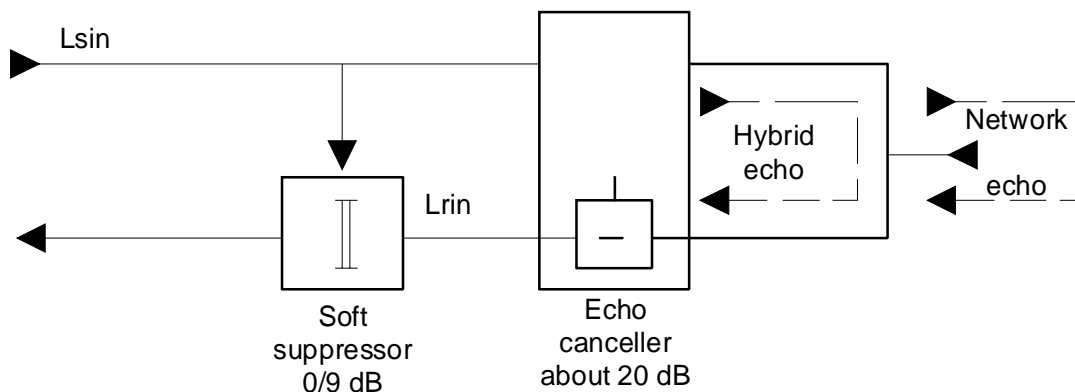 Lsin
Network
Hybrid
echo
echo
Lrin
Soft
suppressor
0/9 dB
Echo
canceller
about 20 dB